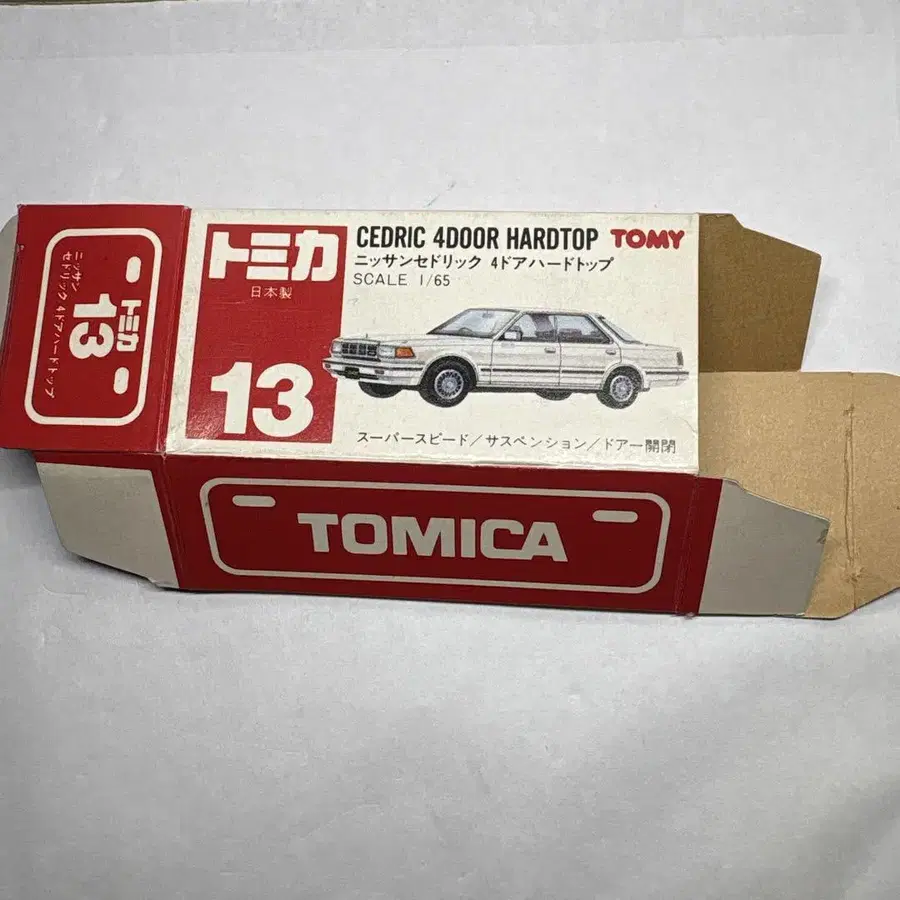 トミカ
日本製
13
CEDRIC 4DOOR HARDTOP
TOMY
ニッサンセドリック 4ドアハードトップ
SCALE 1/65
スーパースピード/サスペンション/ドアー開閉
TOMICA
トミカ
13
ニッサン
セドリック4ドアハードトップ